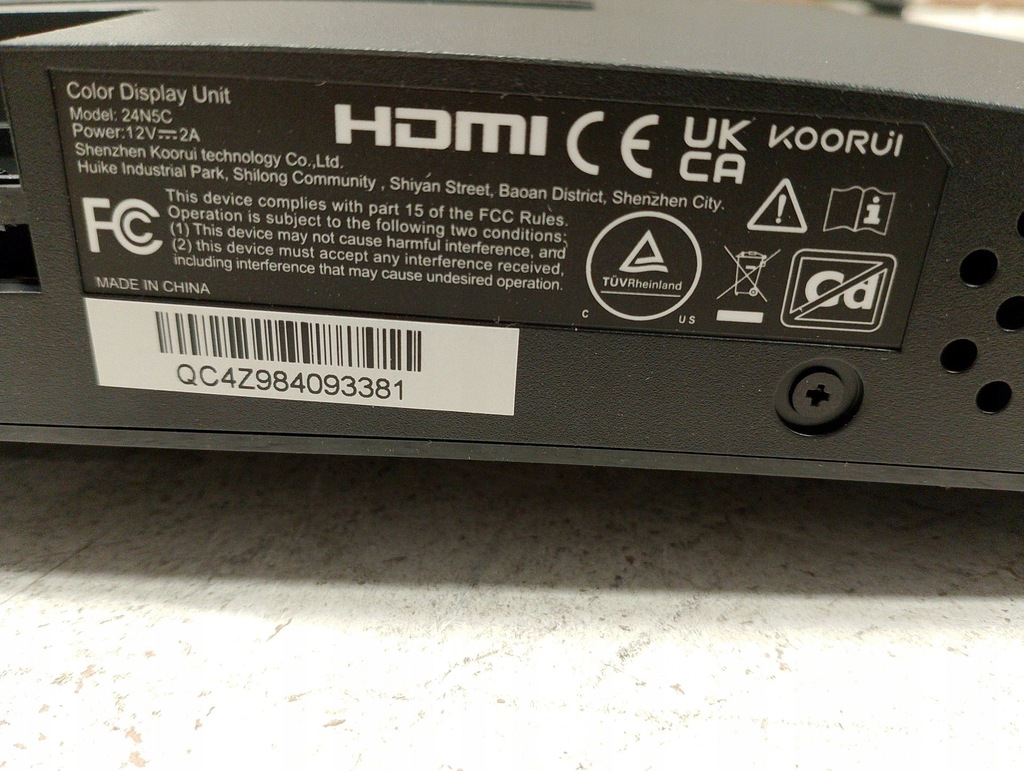 Color Display Unit
Model: 24N5C
Power:12V⎓2A
Shenzhen Koorui technology Co.,Ltd.
Huike Industrial Park, Shilong Community , Shiyan Street, Baoan District, Shenzhen City.
HDMI CE UK CA KOORUI
FC
This device complies with part 15 of the FCC Rules.
Operation is subject to the following two conditions:
(1) This device may not cause harmful interference, and
(2) this device must accept any interference received,
including interference that may cause undesired operation.
MADE IN CHINA
TÜVRheinland
C US
i
Cd
QC4Z984093381